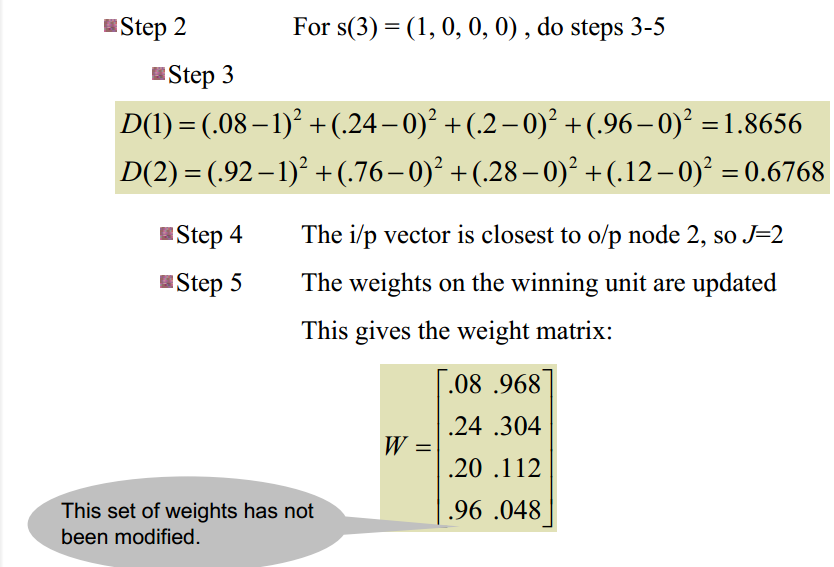 Step 2 For s(3) = (1, 0, 0, 0) , do steps 3-5
Step 3
D(1) = (.08 – 1)² + (.24 – 0)² + (.2 – 0)² + (.96 – 0)² = 1.8656
D(2) = (.92 – 1)² + (.76 – 0)² + (.28 – 0)² + (.12 – 0)² = 0.6768
Step 4 The i/p vector is closest to o/p node 2, so J=2
Step 5 The weights on the winning unit are updated
This gives the weight matrix:
.08 .968
.24 .304
W =
.20 .112
.96 .048
This set of weights has not
been modified.